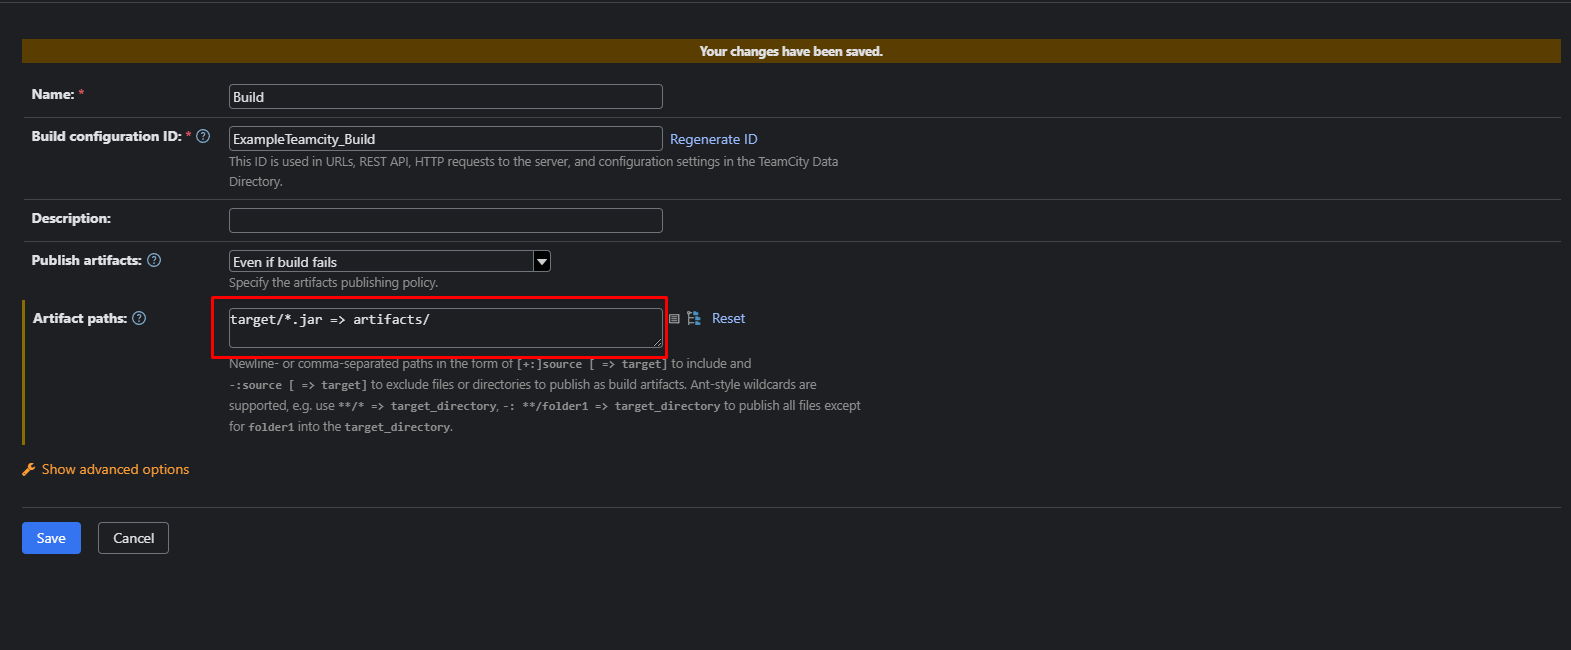 Your changes have been saved.
Name: *
Build
Build configuration ID: * ?
ExampleTeamcity_Build
Regenerate ID
This ID is used in URLs, REST API, HTTP requests to the server, and configuration settings in the TeamCity Data
Directory.
Description:
Publish artifacts: ?
Even if build fails
Specify the artifacts publishing policy.
Artifact paths: ?
target/*.jar => artifacts/
Reset
Newline- or comma-separated paths in the form of [+:]source [ => target] to include and
-:source [ => target] to exclude files or directories to publish as build artifacts. Ant-style wildcards are
supported, e.g. use **/* => target_directory, -: **/folder1 => target_directory to publish all files except
for folder1 into the target_directory.
Show advanced options
Save
Cancel